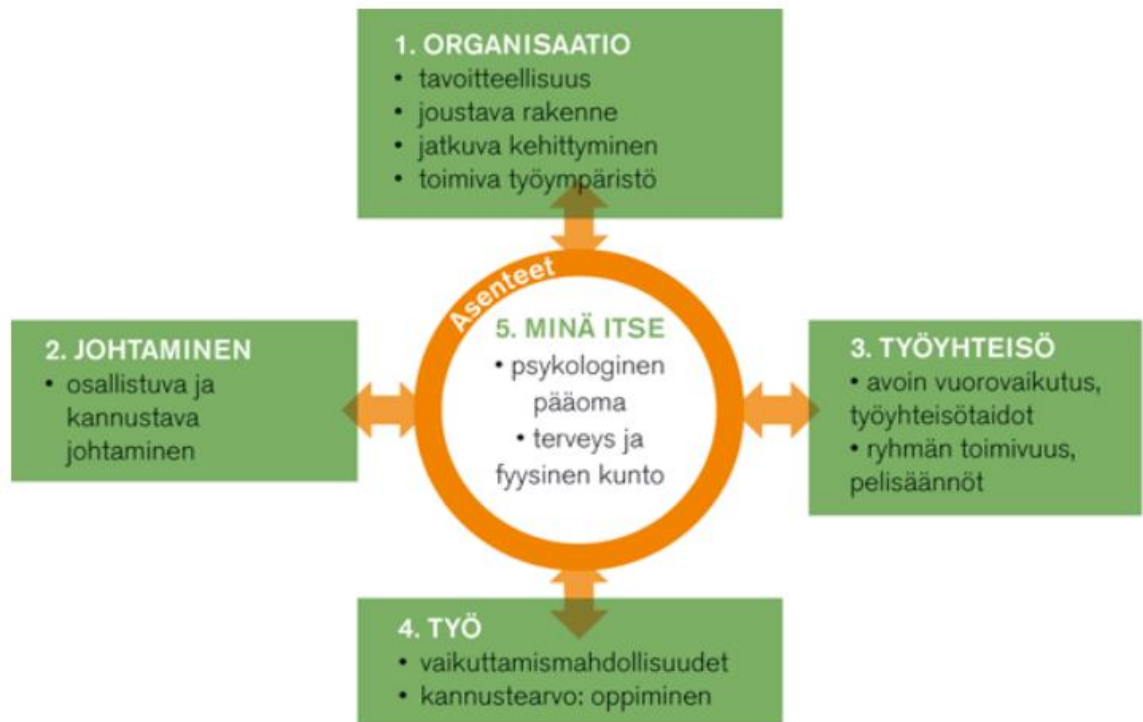 1. ORGANISAATIO
• tavoitteellisuus
• joustava rakenne
• jatkuva kehittyminen
• toimiva työympäristö
Asenteet
5. MINÄ ITSE
• psykologinen
pääoma
• terveys ja
fyysinen kunto
2. JOHTAMINEN
• osallistuva ja
kannustava
johtaminen
3. TYÖYHTEISÖ
• avoin vuorovaikutus,
työyhteisötaidot
• ryhmän toimivuus,
pelisäännöt
4. TYÖ
• vaikuttamismahdollisuudet
• kannustearvo: oppiminen